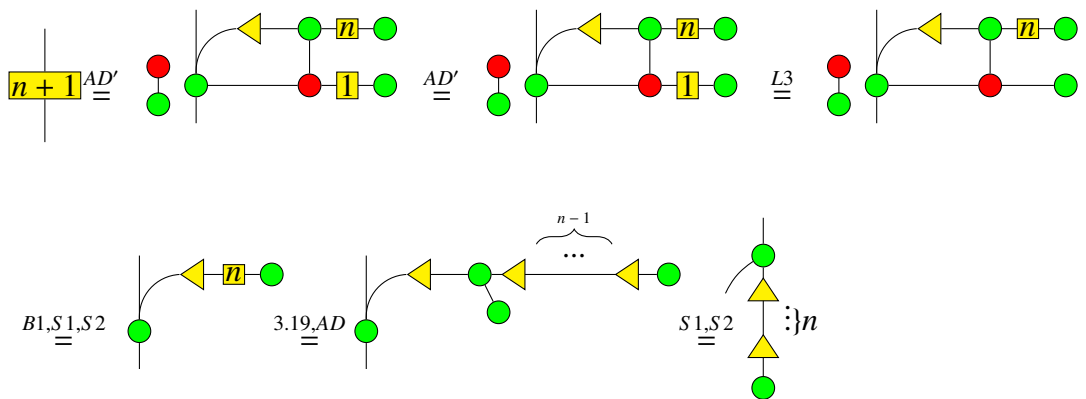 n + 1 AD′ = n 1 AD′ = n 1 L3 = n
n − 1
...
B1,S1,S2 = n 3.19,AD = S1,S2 = ⋮ } n